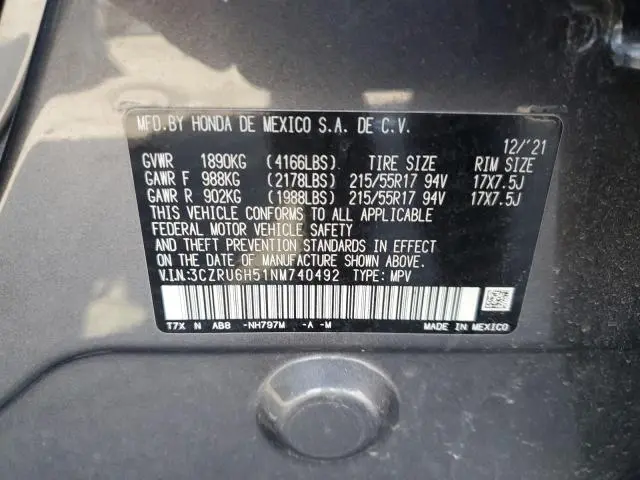 MFD.BY HONDA DE MEXICO S.A. DE C.V.
12/'21
GVWR 1890KG (4166LBS) TIRE SIZE RIM SIZE
GAWR F 988KG (2178LBS) 215/55R17 94V 17X7.5J
GAWR R 902KG (1988LBS) 215/55R17 94V 17X7.5J
THIS VEHICLE CONFORMS TO ALL APPLICABLE
FEDERAL MOTOR VEHICLE SAFETY
AND THEFT PREVENTION STANDARDS IN EFFECT
ON THE DATE OF MANUFACTURE SHOWN ABOVE.
V.I.N.:3CZRU6H51NM740492 TYPE: MPV
T7X N AB8 -NH797M -A -M MADE IN MEXICO